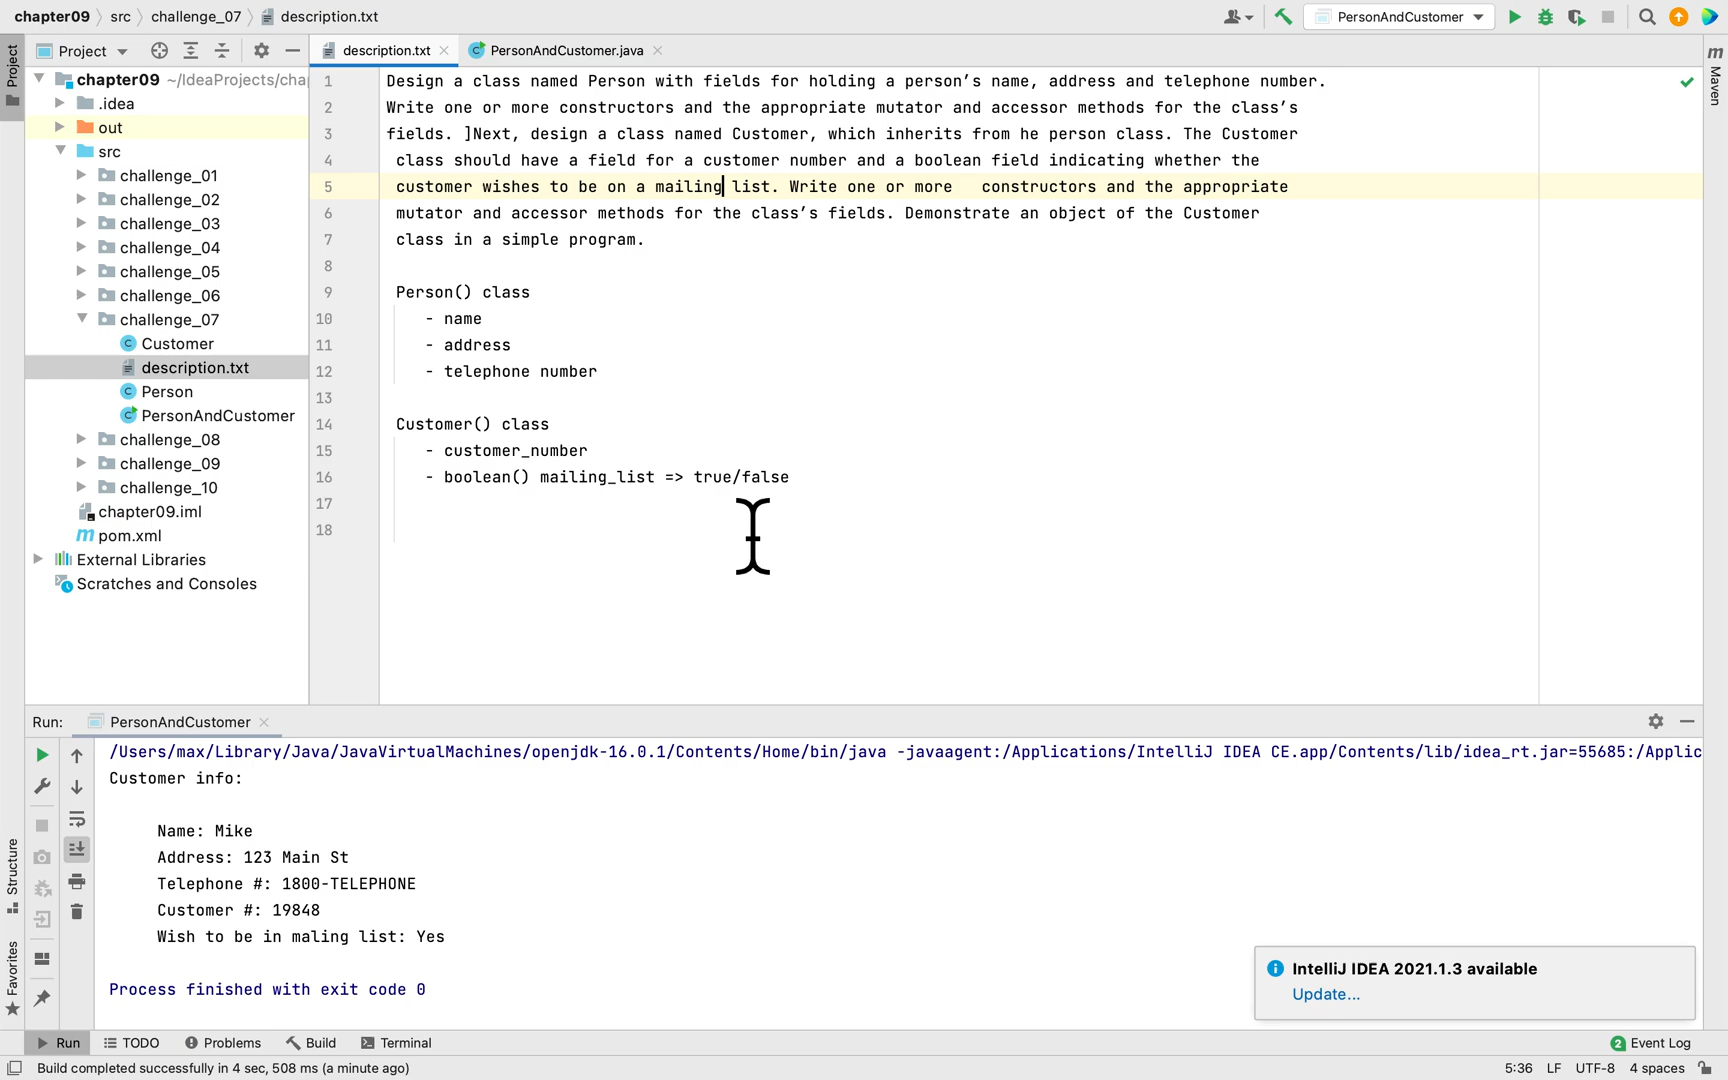 chapter09 〉 src 〉 challenge_07 〉 description.txt
PersonAndCustomer
Project
description.txt
PersonAndCustomer.java
Project
Maven
chapter09 ~/IdeaProjects/cha
.idea
out
src
challenge_01
challenge_02
challenge_03
challenge_04
challenge_05
challenge_06
challenge_07
Customer
description.txt
Person
PersonAndCustomer
challenge_08
challenge_09
challenge_10
chapter09.iml
pom.xml
External Libraries
Scratches and Consoles
1 Design a class named Person with fields for holding a person’s name, address and telephone number.
2 Write one or more constructors and the appropriate mutator and accessor methods for the class’s
3 fields. ]Next, design a class named Customer, which inherits from he person class. The Customer
4 class should have a field for a customer number and a boolean field indicating whether the
5 customer wishes to be on a mailing list. Write one or more   constructors and the appropriate
6 mutator and accessor methods for the class’s fields. Demonstrate an object of the Customer
7 class in a simple program.
8
9 Person() class
10 - name
11 - address
12 - telephone number
13
14 Customer() class
15 - customer_number
16 - boolean() mailing_list => true/false
17
18
Run: PersonAndCustomer
/Users/max/Library/Java/JavaVirtualMachines/openjdk-16.0.1/Contents/Home/bin/java -javaagent:/Applications/IntelliJ IDEA CE.app/Contents/lib/idea_rt.jar=55685:/Applic
Customer info:
Name: Mike
Address: 123 Main St
Telephone #: 1800-TELEPHONE
Customer #: 19848
Wish to be in maling list: Yes
Process finished with exit code 0
Structure
Favorites
IntelliJ IDEA 2021.1.3 available
Update...
Run
TODO
Problems
Build
Terminal
2 Event Log
Build completed successfully in 4 sec, 508 ms (a minute ago)
5:36 LF UTF-8 4 spaces